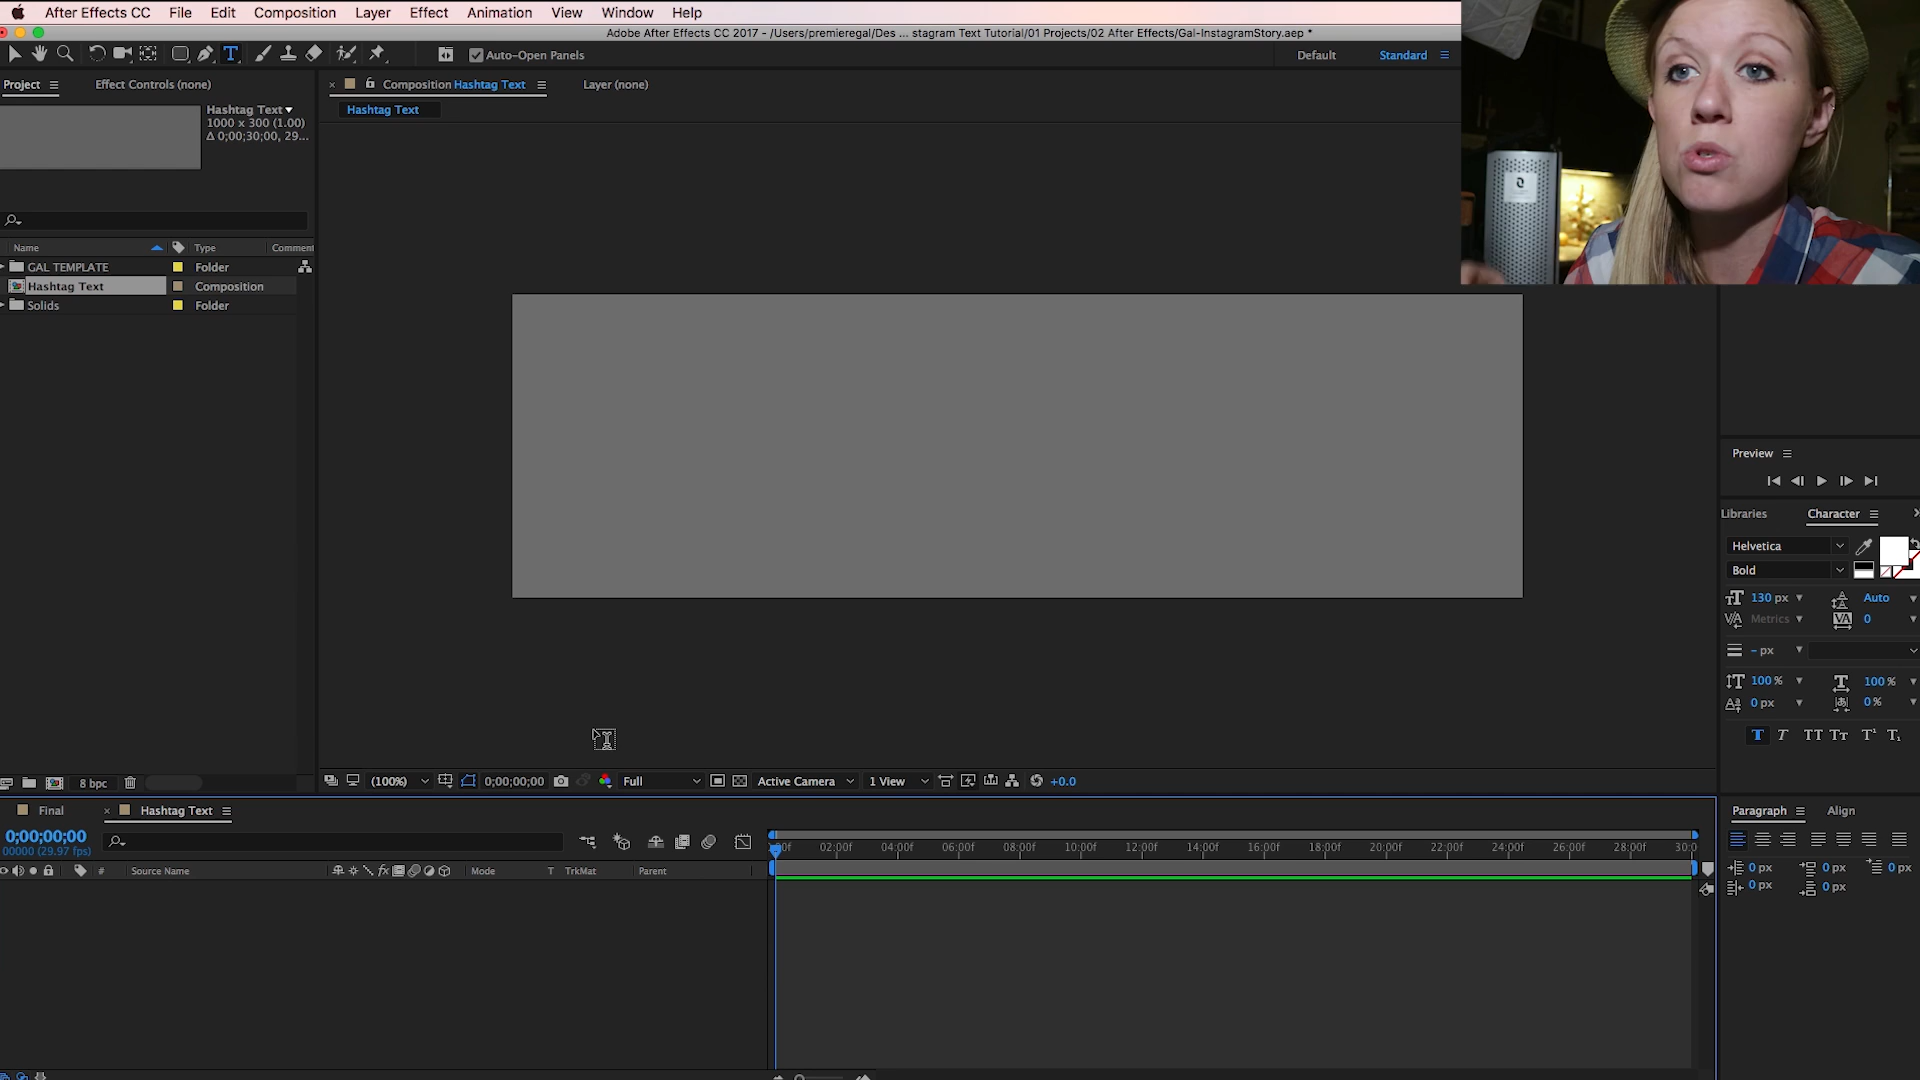 After Effects CC File Edit Composition Layer Effect Animation View Window Help
Adobe After Effects CC 2017 - /Users/premieregal/Des ... stagram Text Tutorial/01 Projects/02 After Effects/Gal-InstagramStory.aep *
Auto-Open Panels Default Standard
Project Effect Controls (none) Composition Hashtag Text Layer (none)
Hashtag Text
Hashtag Text
1000 x 300 (1.00)
Δ 0;00;30;00, 29...
Name Type Comment
GAL TEMPLATE Folder
Hashtag Text Composition
Solids Folder
Preview
Libraries Character
Helvetica
Bold
130 px Auto
Metrics 0
- px
100 % 100 %
0 px 0 %
T T TT Tt T¹ T₁
8 bpc (100%) 0;00;00;00 Full Active Camera 1 View +0.0
Final Hashtag Text
Paragraph Align
0;00;00;00
00000 (29.97 fps)
:00f 02:00f 04:00f 06:00f 08:00f 10:00f 12:00f 14:00f 16:00f 18:00f 20:00f 22:00f 24:00f 26:00f 28:00f 30:0
# Source Name Mode T TrkMat Parent
0 px 0 px 0 px
0 px 0 px